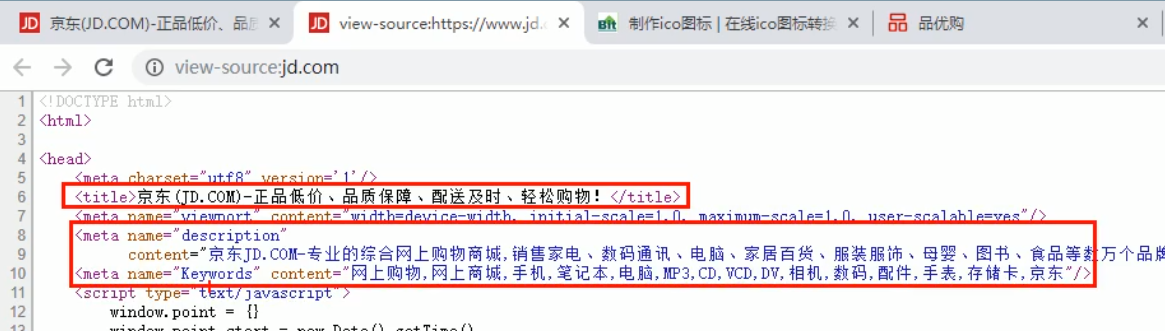 JD 京东(JD.COM)-正品低价、品质 × JD view-source:https://www.jd.c × BIt 制作ico图标 | 在线ico图标转换 × 品 品优购 ×
view-source:jd.com
1 <!DOCTYPE html>
2 <html>
3
4 <head>
5 <meta charset="utf8" version='1'/>
6 <title>京东(JD.COM)-正品低价、品质保障、配送及时、轻松购物！</title>
7 <meta name="viewport" content="width=device-width, initial-scale=1.0, maximum-scale=1.0, user-scalable=yes"/>
8 <meta name="description"
9 content="京东JD.COM-专业的综合网上购物商城,销售家电、数码通讯、电脑、家居百货、服装服饰、母婴、图书、食品等数万个品牌
10 <meta name="Keywords" content="网上购物,网上商城,手机,笔记本,电脑,MP3,CD,VCD,DV,相机,数码,配件,手表,存储卡,京东"/>
11 <script type="text/javascript">
12 window.point = {}
13 window.point.start = new Date().getTime()